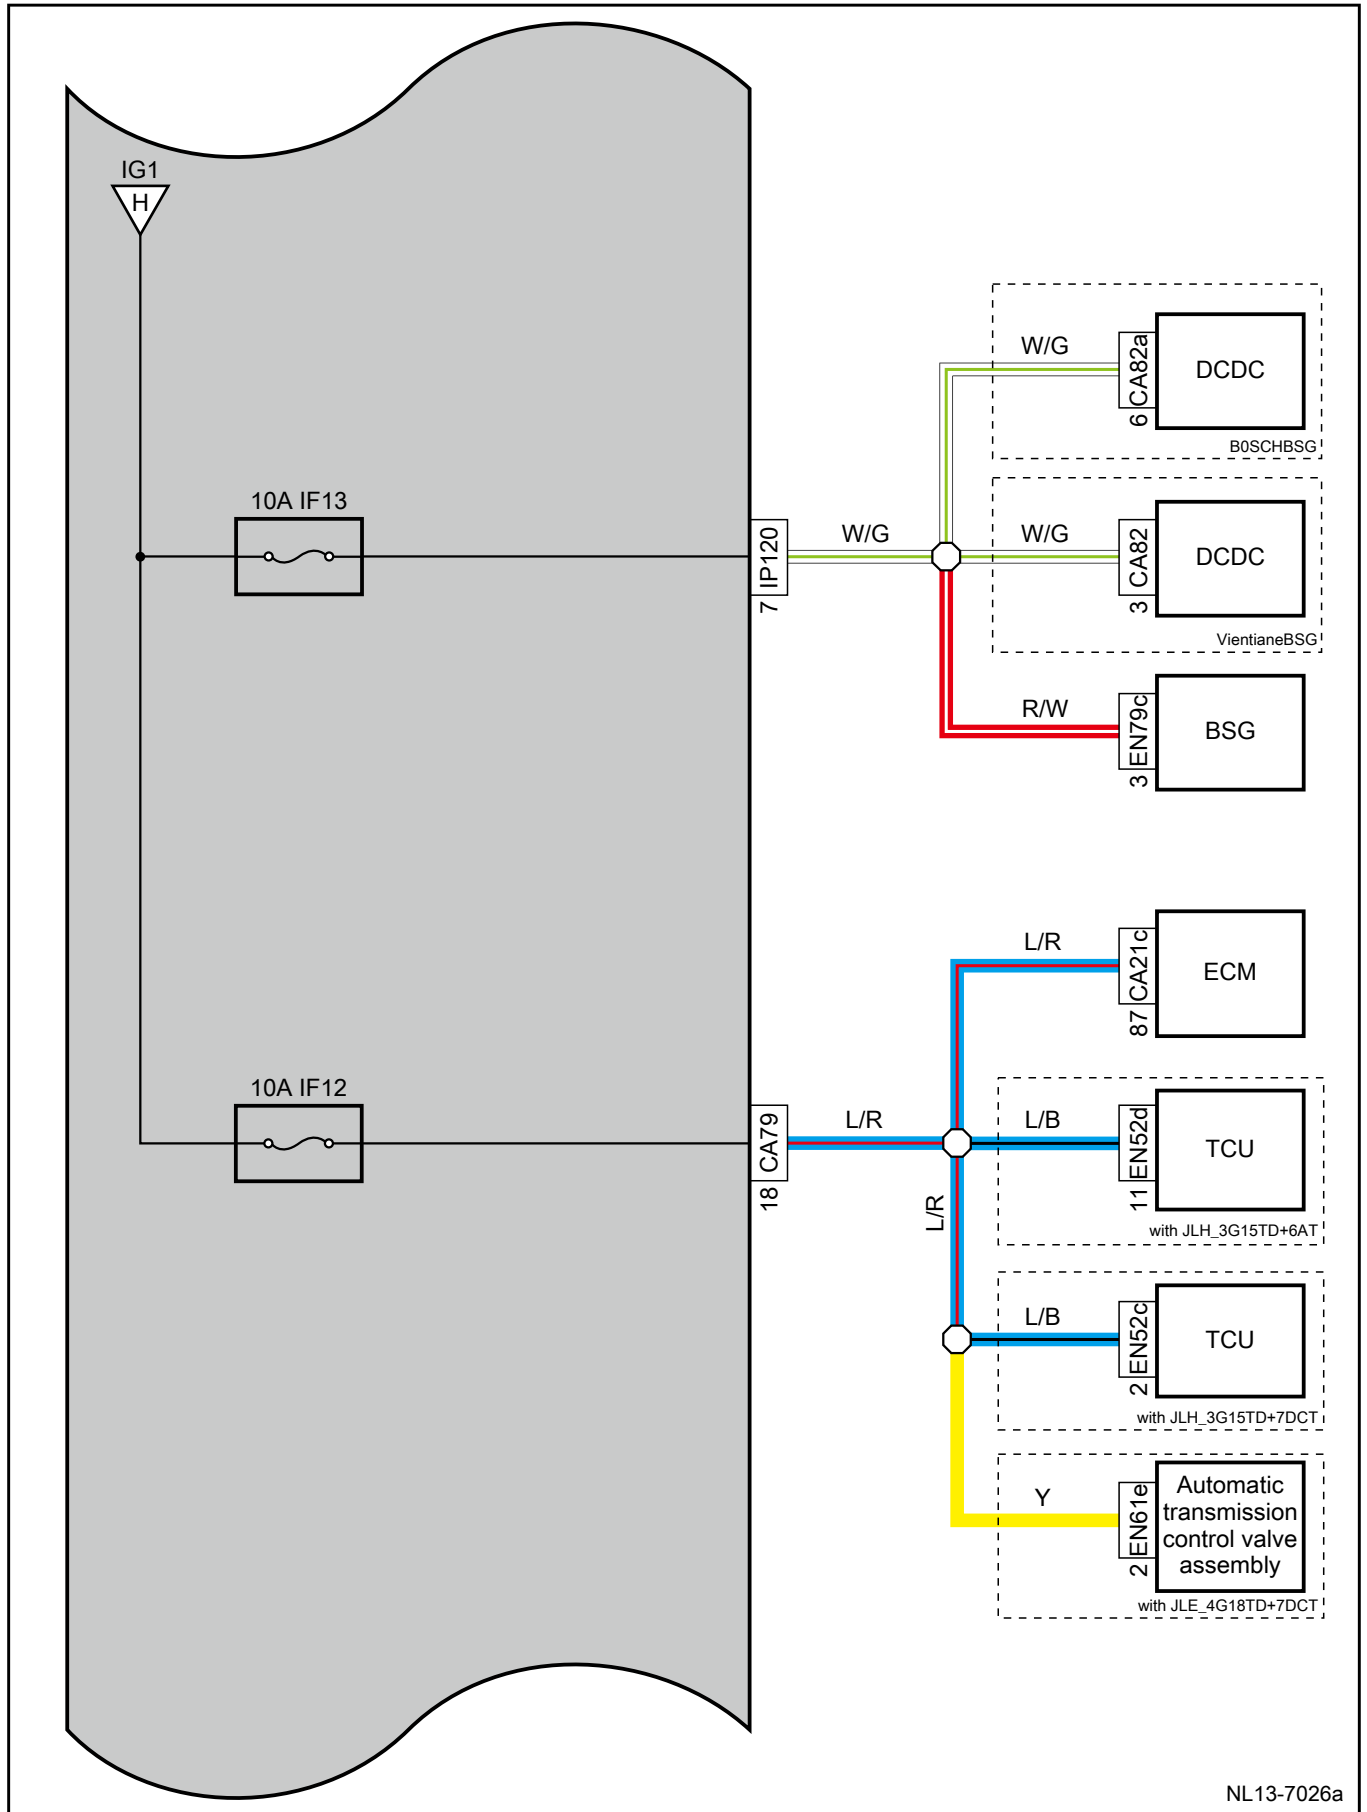 IG1
H
W/G
6 CA82a
DCDC
B0SCHBSG
10A IF13
7 IP120
W/G
W/G
3 CA82
DCDC
VientianeBSG
R/W
3 EN79c
BSG
L/R
87 CA21c
ECM
10A IF12
18 CA79
L/R
L/B
11 EN52d
TCU
with JLH_3G15TD+6AT
L/R
L/B
2 EN52c
TCU
with JLH_3G15TD+7DCT
Y
2 EN61e
Automatic
transmission
control valve
assembly
with JLE_4G18TD+7DCT
NL13-7026a